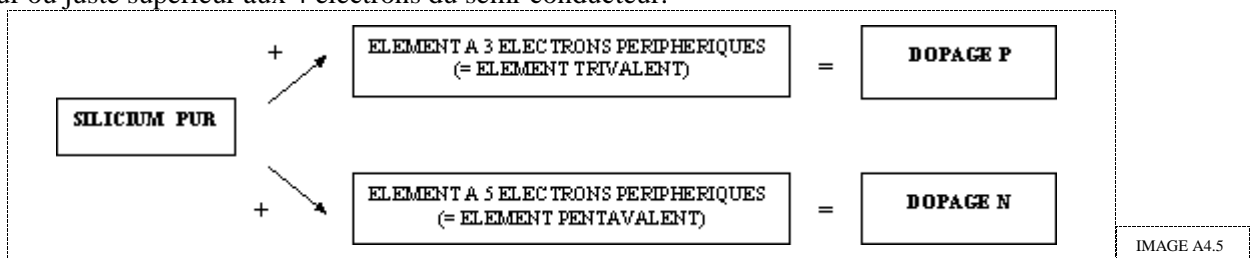 ou juste supérieur aux 4 électrons du semi-conducteur.
+ ELEMENT A 3 ELECTRONS PERIPHERIQUES
(= ELEMENT TRIVALENT) = DOPAGE P
SILICIUM PUR
+ ELEMENT A 5 ELECTRONS PERIPHERIQUES
(= ELEMENT PENTAVALENT) = DOPAGE N
IMAGE A4.5